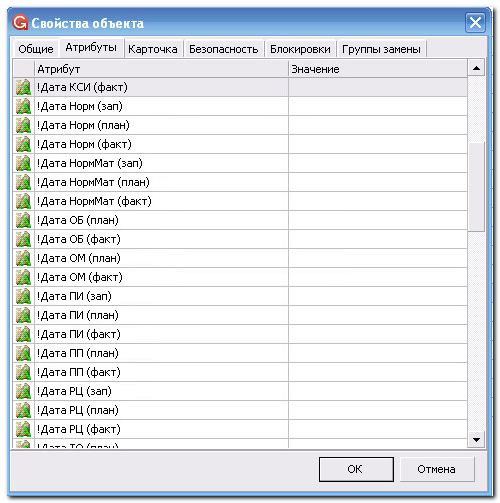 Свойства объекта
Общие Атрибуты Карточка Безопасность Блокировки Группы замены
Атрибут Значение
!Дата КСИ (факт)
!Дата Норм (зап)
!Дата Норм (план)
!Дата Норм (факт)
!Дата НормМат (зап)
!Дата НормМат (план)
!Дата НормМат (факт)
!Дата ОБ (план)
!Дата ОБ (факт)
!Дата ОМ (план)
!Дата ОМ (факт)
!Дата ПИ (зап)
!Дата ПИ (план)
!Дата ПИ (факт)
!Дата ПП (план)
!Дата ПП (факт)
!Дата РЦ (зап)
!Дата РЦ (план)
!Дата РЦ (факт)
!Дата ТО (план)
ОК Отмена